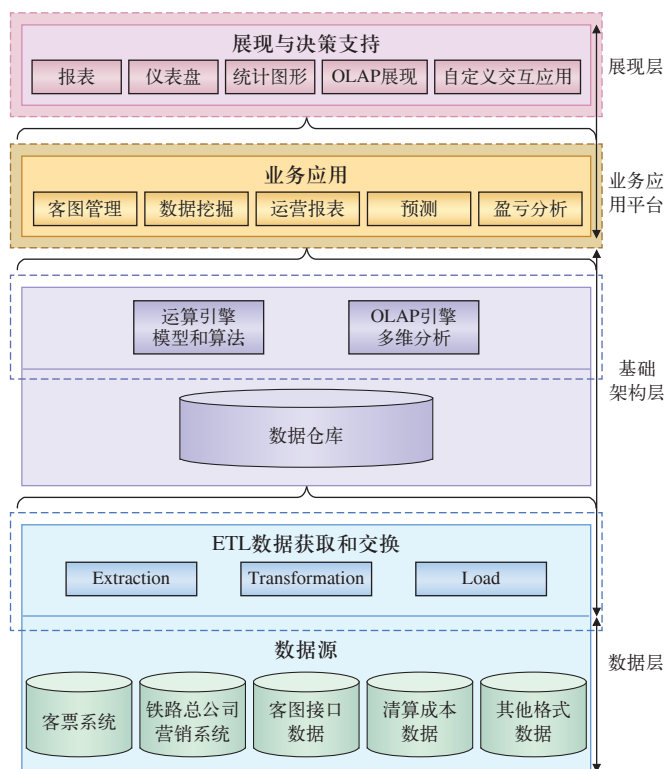 展现与决策支持
报表
仪表盘
统计图形
OLAP展现
自定义交互应用
展现层
业务应用
客图管理
数据挖掘
运营报表
预测
盈亏分析
业务应
用平台
运算引擎
模型和算法
OLAP引擎
多维分析
数据仓库
基础
架构层
ETL数据获取和交换
Extraction
Transformation
Load
数据源
客票系统
铁路总公司
营销系统
客图接口
数据
清算成本
数据
其他格式
数据
数据层